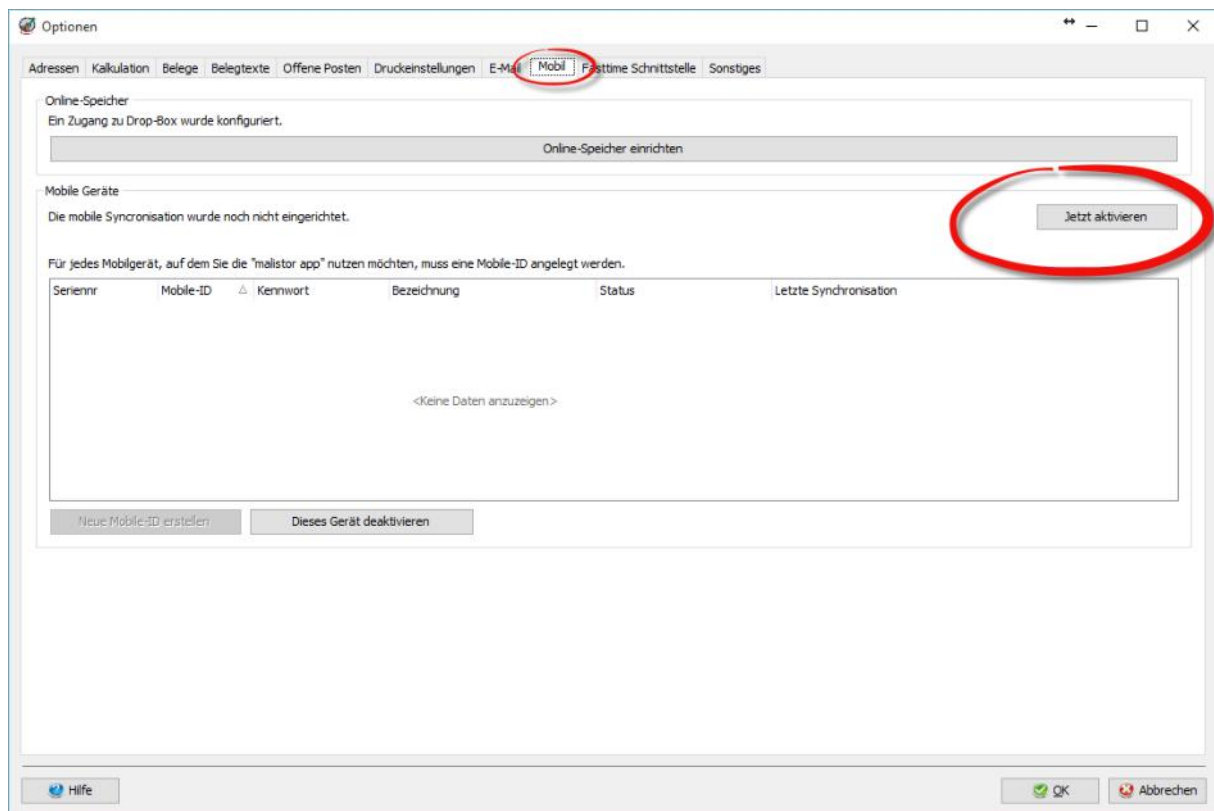 Optionen
Adressen Kalkulation Belege Belegtexte Offene Posten Druckeinstellungen E-Mail Mobil Fasttime Schnittstelle Sonstiges
Online-Speicher
Ein Zugang zu Drop-Box wurde konfiguriert.
Online-Speicher einrichten
Mobile Geräte
Die mobile Syncronisation wurde noch nicht eingerichtet.
Jetzt aktivieren
Für jedes Mobilgerät, auf dem Sie die "malistor app" nutzen möchten, muss eine Mobile-ID angelegt werden.
Seriennr Mobile-ID Kennwort Bezeichnung Status Letzte Synchronisation
<Keine Daten anzuzeigen>
Neue Mobile-ID erstellen Dieses Gerät deaktivieren
Hilfe OK Abbrechen